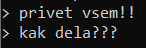 > privet vsem!!
> kak dela???